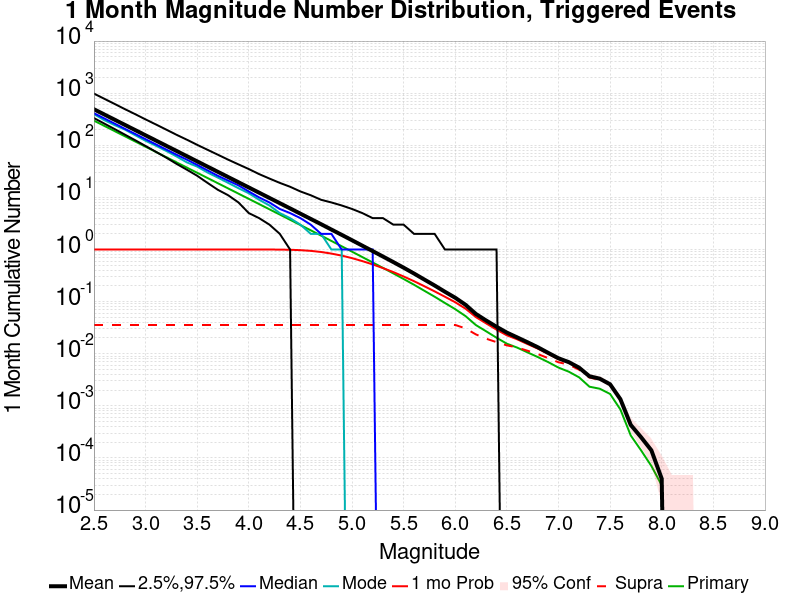 1 Month Magnitude Number Distribution, Triggered Events
1 Month Cumulative Number
10^4
10^3
10^2
10^1
10^0
10^-1
10^-2
10^-3
10^-4
10^-5
2.5 3.0 3.5 4.0 4.5 5.0 5.5 6.0 6.5 7.0 7.5 8.0 8.5 9.0
Magnitude
Mean 2.5%,97.5% Median Mode 1 mo Prob 95% Conf Supra Primary